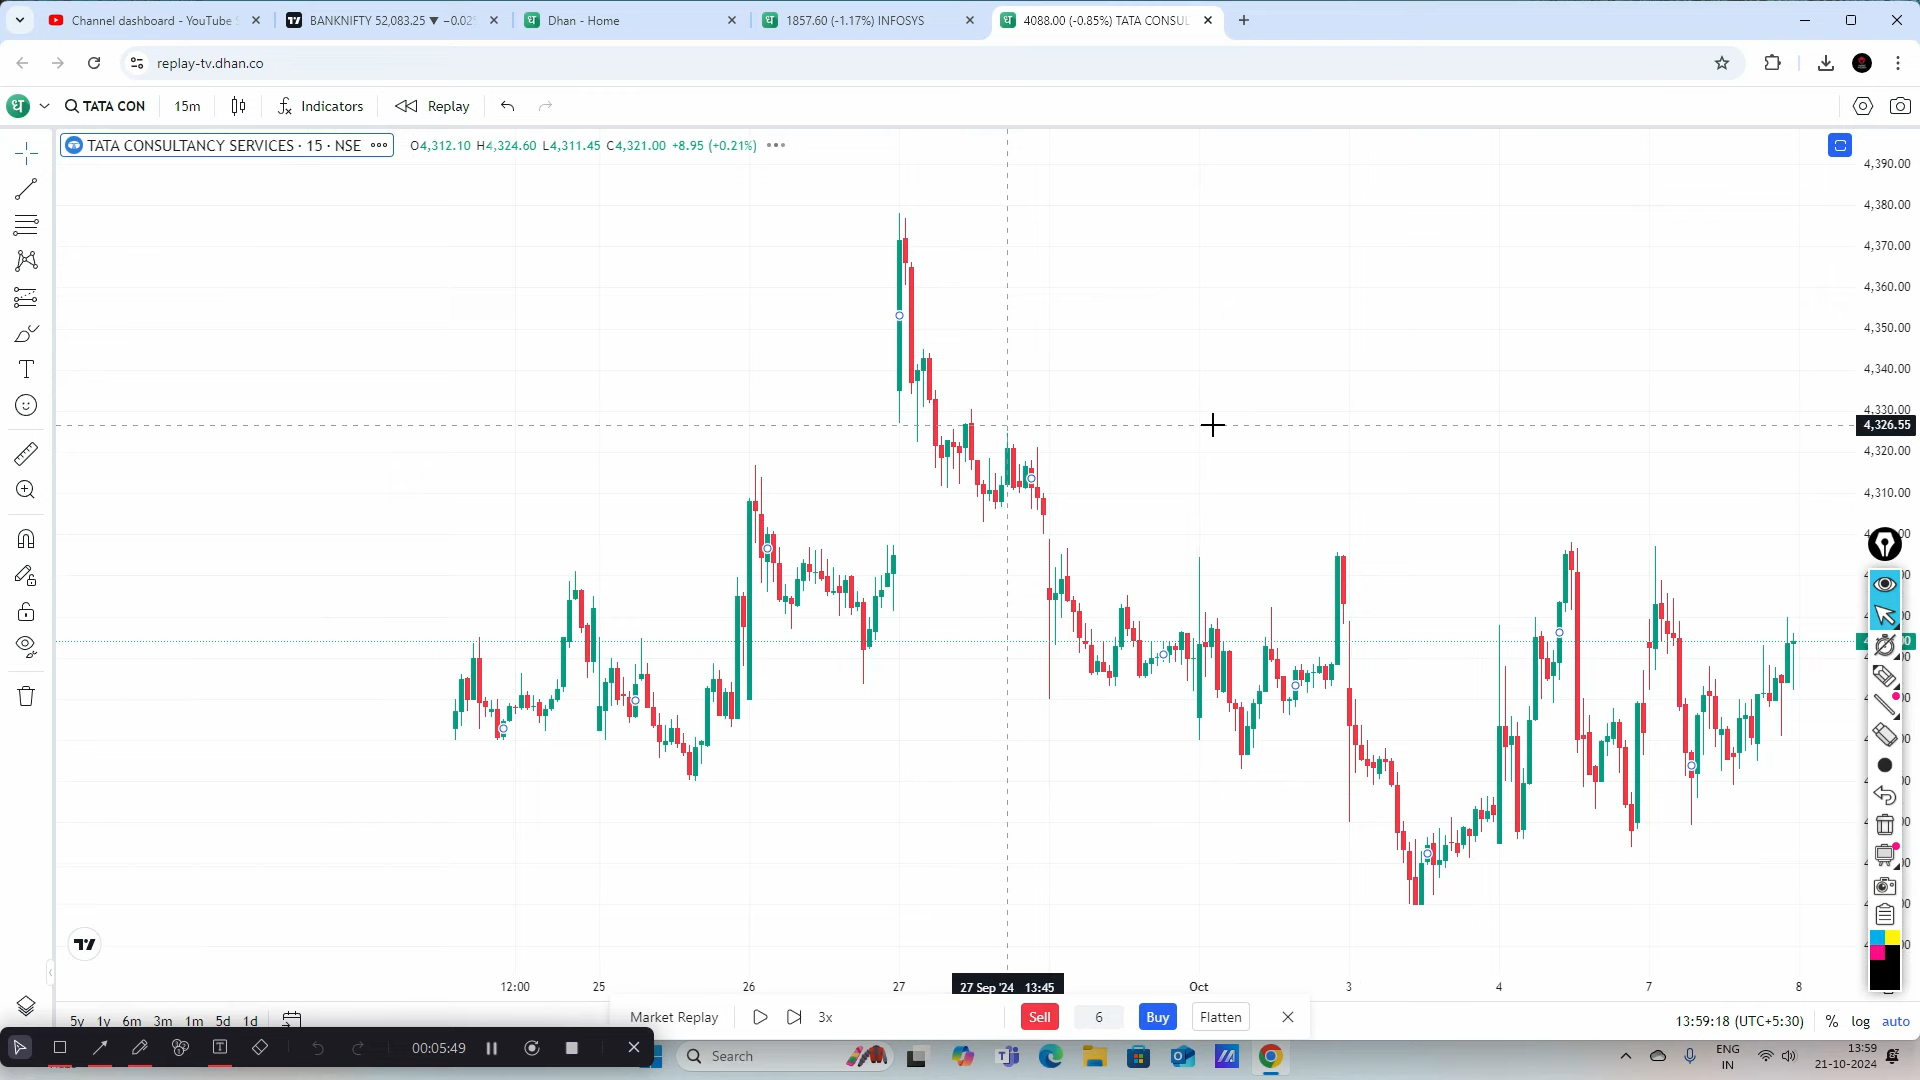 Channel dashboard - YouTube S
BANKNIFTY 52,083.25 ▼ −0.02%
Dhan - Home
1857.60 (-1.17%) INFOSYS
4088.00 (-0.85%) TATA CONSUL
replay-tv.dhan.co
TATA CON
15m
Indicators
Replay
TATA CONSULTANCY SERVICES · 15 · NSE
O4,312.10 H4,324.60 L4,311.45 C4,321.00 +8.95 (+0.21%)
4,390.00
4,380.00
4,370.00
4,360.00
4,350.00
4,340.00
4,330.00
4,326.55
4,320.00
4,310.00
12:00
25
26
27
27 Sep '24 13:45
Oct
3
4
7
8
5y 1y 6m 3m 1m 5d 1d
Market Replay
3x
Sell
6
Buy
Flatten
13:59:18 (UTC+5:30)
%
log
auto
00:05:49
Search
ENG
IN
13:59
21-10-2024